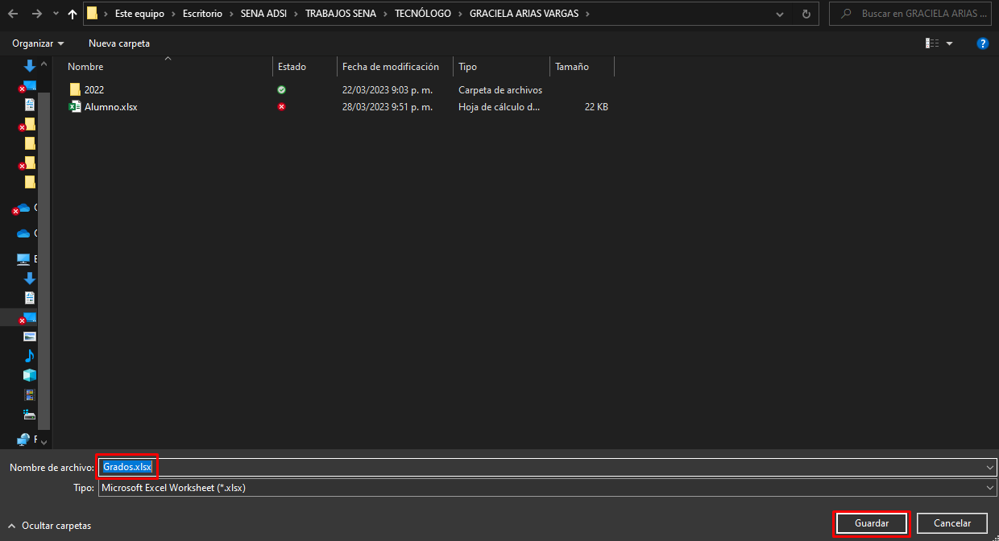 Este equipo > Escritorio > SENA ADSI > TRABAJOS SENA > TECNÓLOGO > GRACIELA ARIAS VARGAS >
Buscar en GRACIELA ARIAS ...
Organizar
Nueva carpeta
?
Nombre Estado Fecha de modificación Tipo Tamaño
2022 22/03/2023 9:03 p. m. Carpeta de archivos
Alumno.xlsx 28/03/2023 9:51 p. m. Hoja de cálculo d... 22 KB
Nombre de archivo: Grados.xlsx
Tipo: Microsoft Excel Worksheet (*.xlsx)
Ocultar carpetas
Guardar
Cancelar